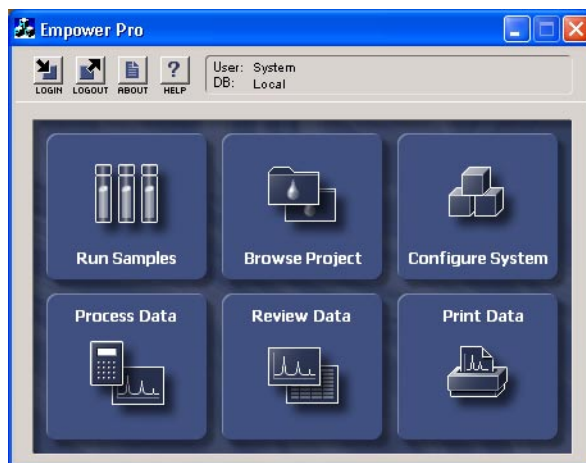 Empower Pro
LOGIN LOGOUT ABOUT HELP
User: System
DB: Local
Run Samples Browse Project Configure System
Process Data Review Data Print Data